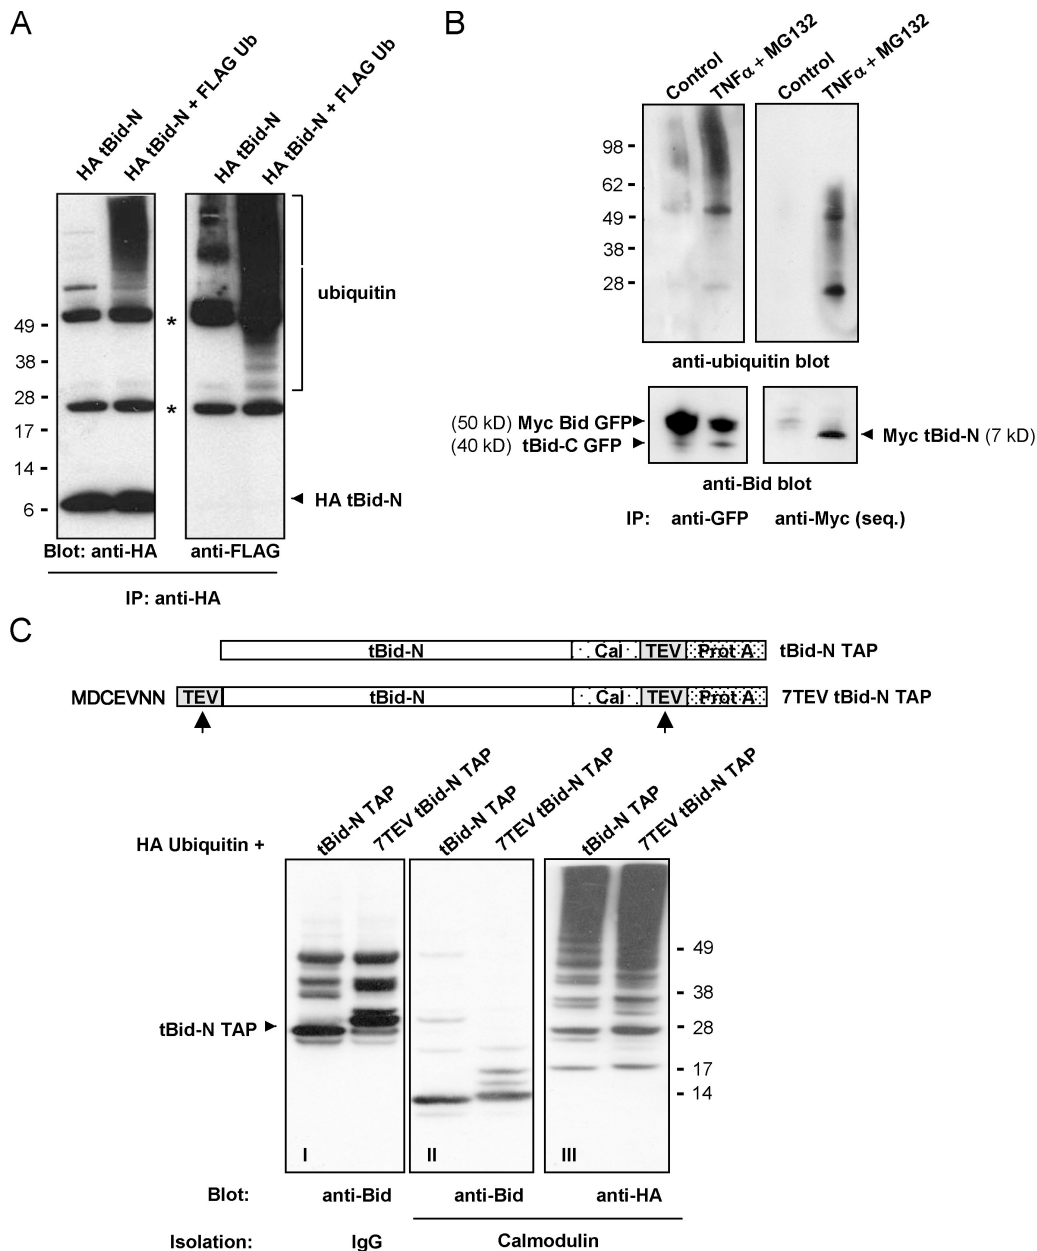 A
HA tBid-N
HA tBid-N + FLAG Ub
HA tBid-N
HA tBid-N + FLAG Ub
ubiquitin
49
*
38
28
*
17
14
6
HA tBid-N
Blot: anti-HA
anti-FLAG
IP: anti-HA
B
Control
TNFα + MG132
Control
TNFα + MG132
98
62
49
38
28
anti-ubiquitin blot
(50 kD) Myc Bid GFP
(40 kD) tBid-C GFP
Myc tBid-N (7 kD)
anti-Bid blot
IP: anti-GFP anti-Myc (seq.)
C
tBid-N Cal TEV Prot A tBid-N TAP
MDCEVNN TEV tBid-N Cal TEV Prot A 7TEV tBid-N TAP
HA Ubiquitin +
tBid-N TAP
7TEV tBid-N TAP
tBid-N TAP
7TEV tBid-N TAP
tBid-N TAP
7TEV tBid-N TAP
49
38
tBid-N TAP
28
17
14
I II III
Blot: anti-Bid anti-Bid anti-HA
Isolation: IgG Calmodulin